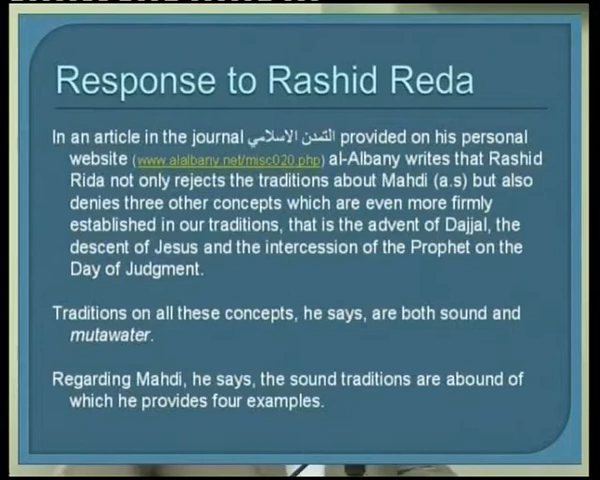 Response to Rashid Reda
In an article in the journal التمدن الاسلامي provided on his personal
website (www.alalbany.net/misc020.php) al-Albany writes that Rashid
Rida not only rejects the traditions about Mahdi (a.s) but also
denies three other concepts which are even more firmly
established in our traditions, that is the advent of Dajjal, the
descent of Jesus and the intercession of the Prophet on the
Day of Judgment.
Traditions on all these concepts, he says, are both sound and
mutawater.
Regarding Mahdi, he says, the sound traditions are abound of
which he provides four examples.